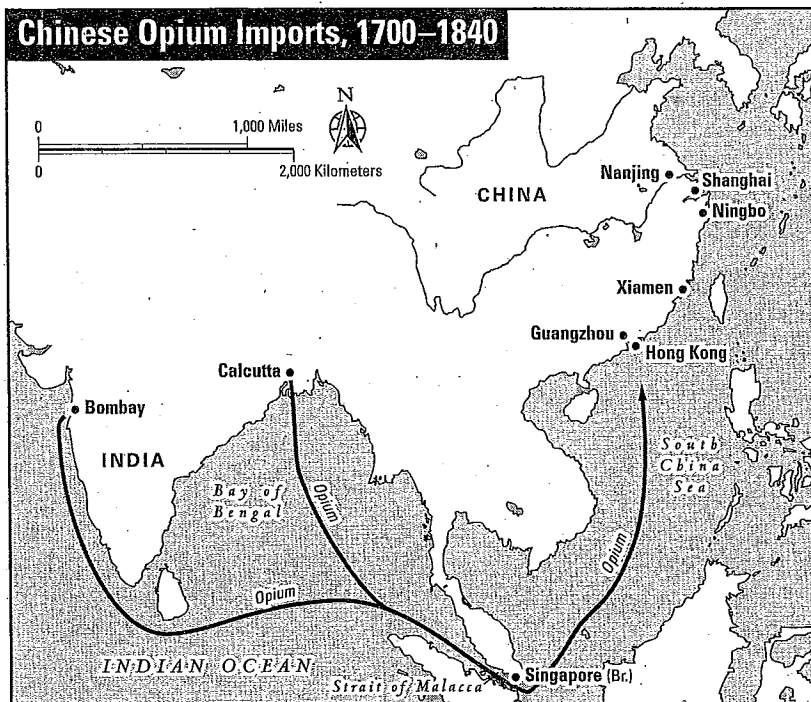 Chinese Opium Imports, 1700–1840
N
0
1,000 Miles
0
2,000 Kilometers
CHINA
Nanjing
Shanghai
Ningbo
Xiamen
Guangzhou
Hong Kong
Calcutta
Bombay
INDIA
Bay of
Bengal
Opium
South
China
Sea
Opium
Opium
INDIAN OCEAN
Strait of Malacca
Singapore (Br.)